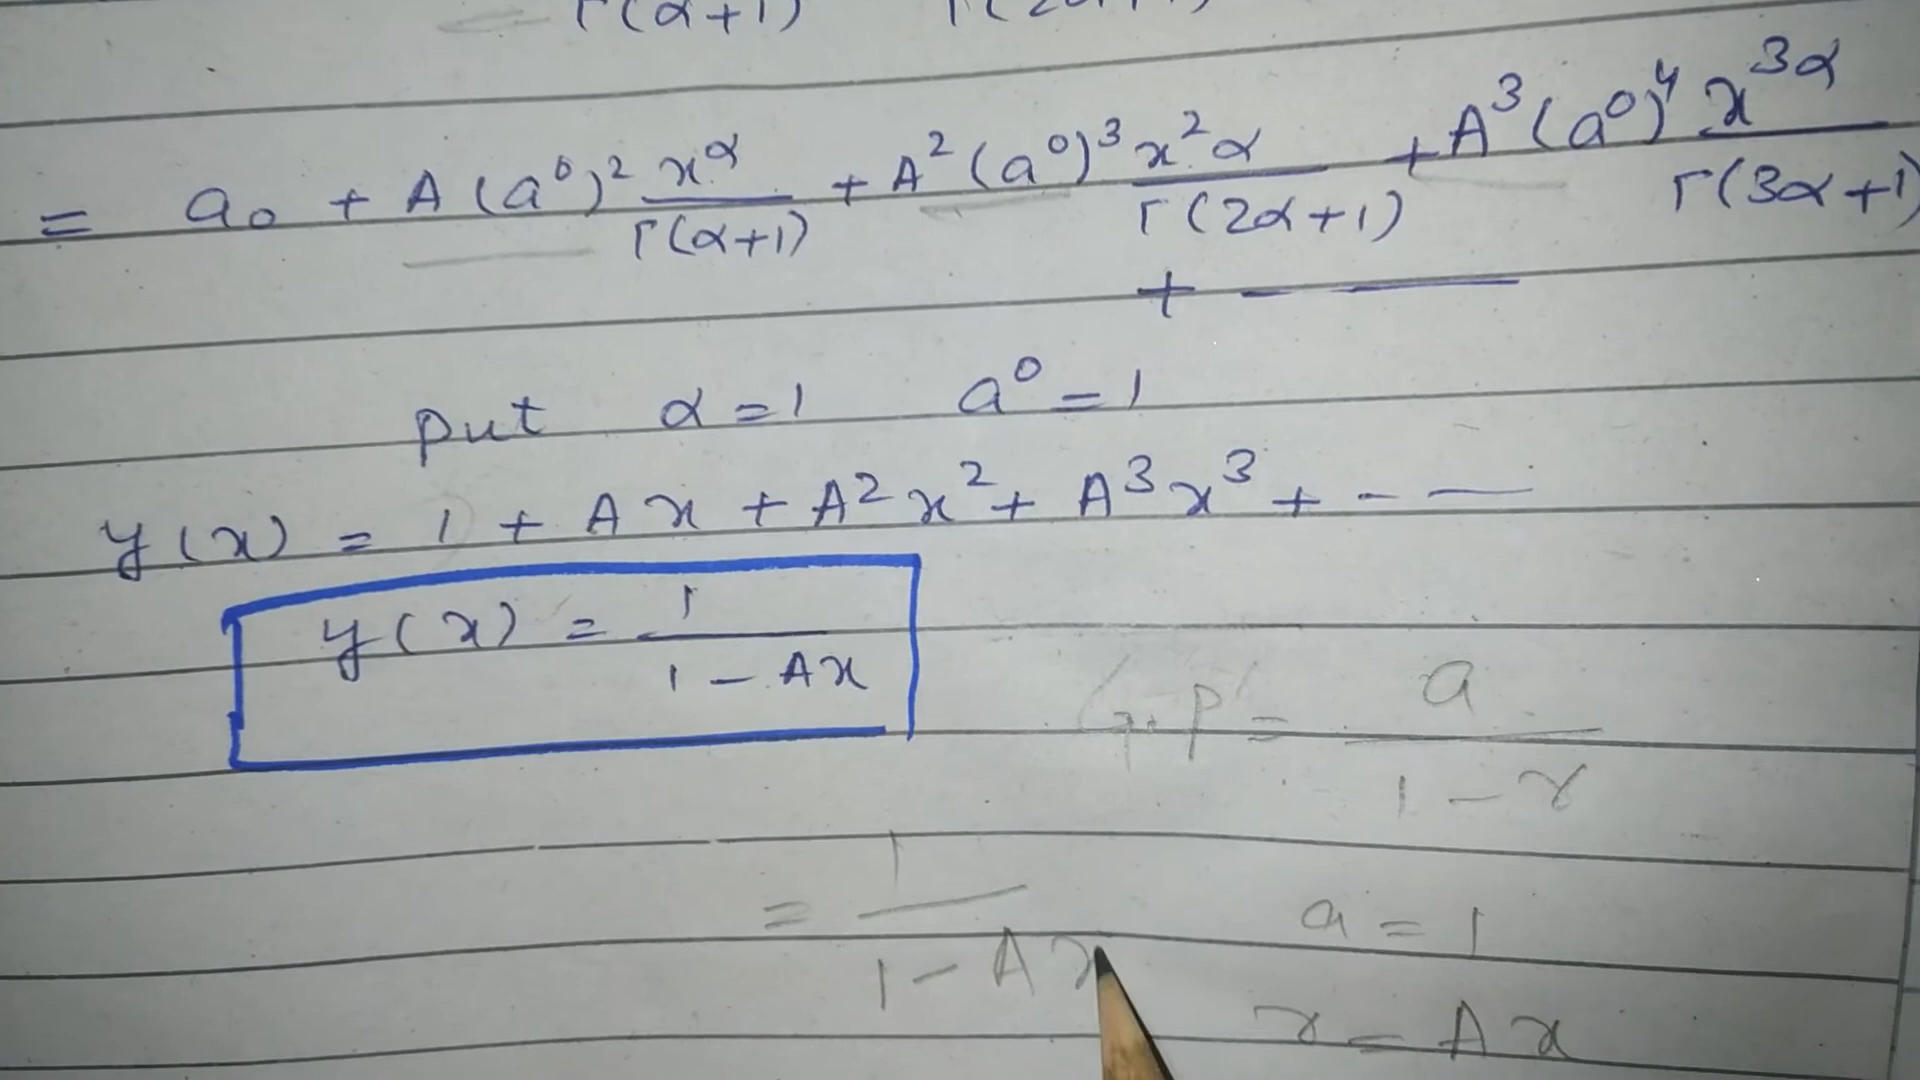 Γ(α+1)
= a₀ + A (a⁰)² x^α/Γ(α+1) + A² (a⁰)³ x^2α/Γ(2α+1) + A³ (a⁰)⁴ x^3α/Γ(3α+1)
+ - —
put α = 1 a⁰ = 1
y(x) = 1 + Ax + A²x² + A³x³ + - —
y(x) = 1/(1 - Ax)
G.P = a/(1 - r)
= 1/(1 - Ax) a = 1
r = Ax